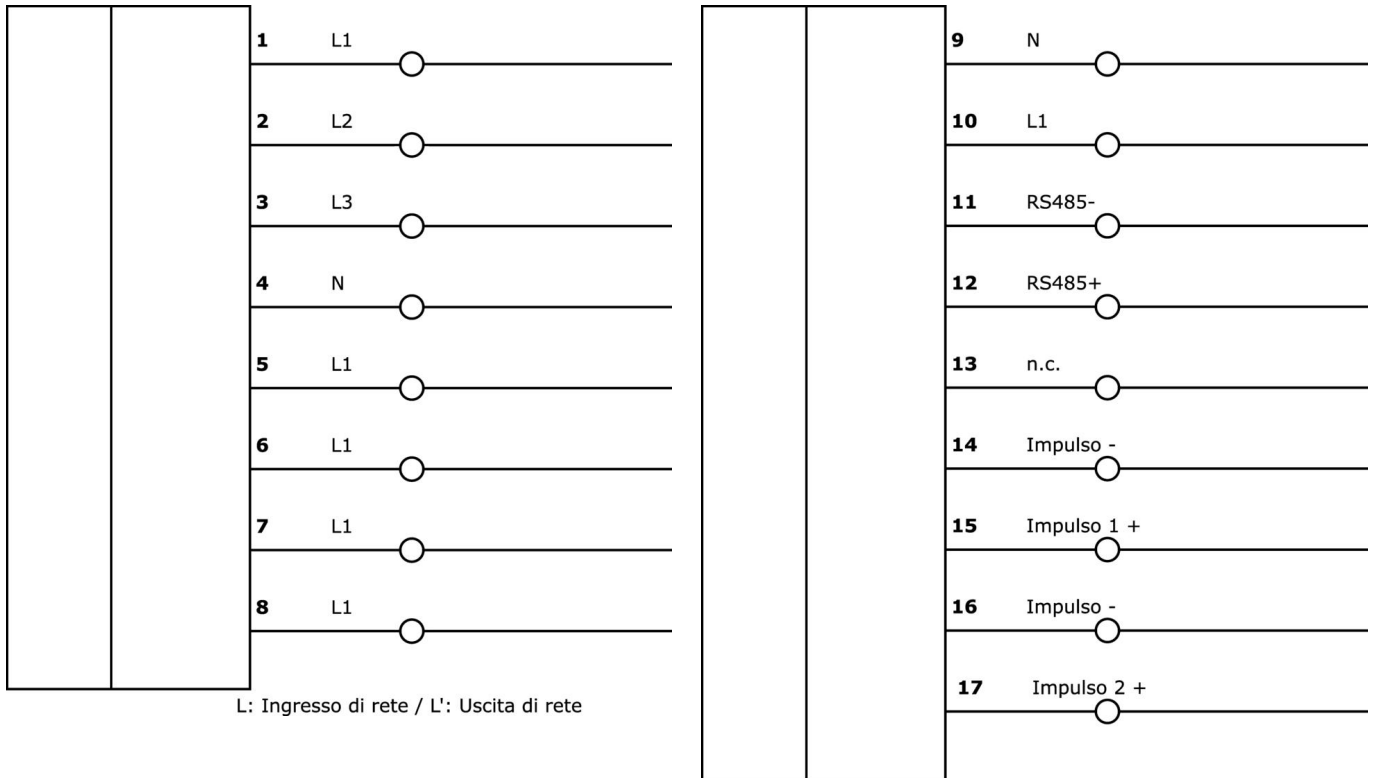 1 L1
2 L2
3 L3
4 N
5 L1
6 L1
7 L1
8 L1
L: Ingresso di rete / L': Uscita di rete
9 N
10 L1
11 RS485-
12 RS485+
13 n.c.
14 Impulso -
15 Impulso 1 +
16 Impulso -
17 Impulso 2 +